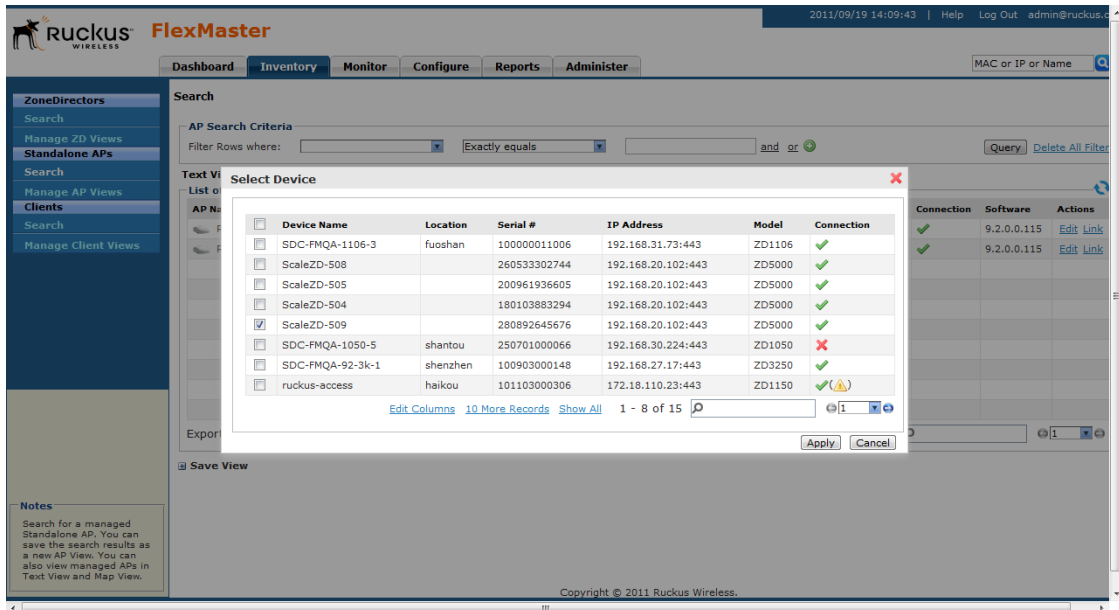 2011/09/19 14:09:43 | Help Log Out admin@ruckus.c
Ruckus WIRELESS FlexMaster
Dashboard Inventory Monitor Configure Reports Administer MAC or IP or Name
ZoneDirectors
Search
Manage ZD Views
Standalone APs
Search
Manage AP Views
Clients
Search
Manage Client Views
Search
AP Search Criteria
Filter Rows where: Exactly equals and or Query Delete All Filter
Text Vi
List o
AP Na Connection Software Actions
9.2.0.0.115 Edit Link
9.2.0.0.115 Edit Link
Select Device
Device Name Location Serial # IP Address Model Connection
SDC-FMQA-1106-3 fuoshan 100000011006 192.168.31.73:443 ZD1106
ScaleZD-508 260533302744 192.168.20.102:443 ZD5000
ScaleZD-505 200961936605 192.168.20.102:443 ZD5000
ScaleZD-504 180103883294 192.168.20.102:443 ZD5000
ScaleZD-509 280892645676 192.168.20.102:443 ZD5000
SDC-FMQA-1050-5 shantou 250701000066 192.168.30.224:443 ZD1050
SDC-FMQA-92-3k-1 shenzhen 100903000148 192.168.27.17:443 ZD3250
ruckus-access haikou 101103000306 172.18.110.23:443 ZD1150 ( )
Edit Columns 10 More Records Show All 1 - 8 of 15 1
Apply Cancel
Export 1
Save View
Notes
Search for a managed
Standalone AP. You can
save the search results as
a new AP View. You can
also view managed APs in
Text View and Map View.
Copyright © 2011 Ruckus Wireless.